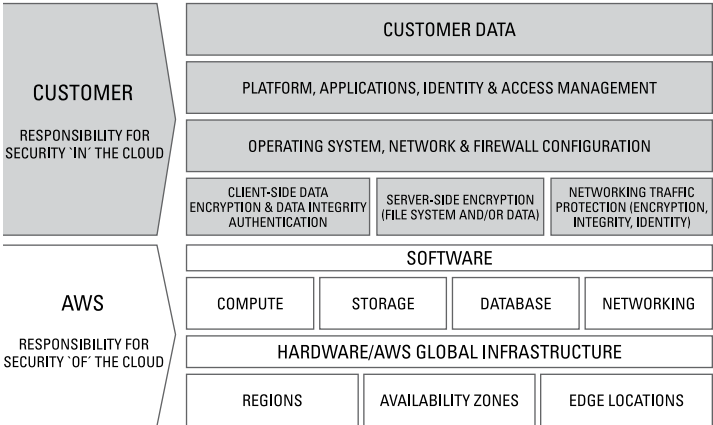 CUSTOMER
RESPONSIBILITY FOR
SECURITY `IN´ THE CLOUD
CUSTOMER DATA
PLATFORM, APPLICATIONS, IDENTITY & ACCESS MANAGEMENT
OPERATING SYSTEM, NETWORK & FIREWALL CONFIGURATION
CLIENT-SIDE DATA
ENCRYPTION & DATA INTEGRITY
AUTHENTICATION
SERVER-SIDE ENCRYPTION
(FILE SYSTEM AND/OR DATA)
NETWORKING TRAFFIC
PROTECTION (ENCRYPTION,
INTEGRITY, IDENTITY)
AWS
RESPONSIBILITY FOR
SECURITY `OF´ THE CLOUD
SOFTWARE
COMPUTE
STORAGE
DATABASE
NETWORKING
HARDWARE/AWS GLOBAL INFRASTRUCTURE
REGIONS
AVAILABILITY ZONES
EDGE LOCATIONS